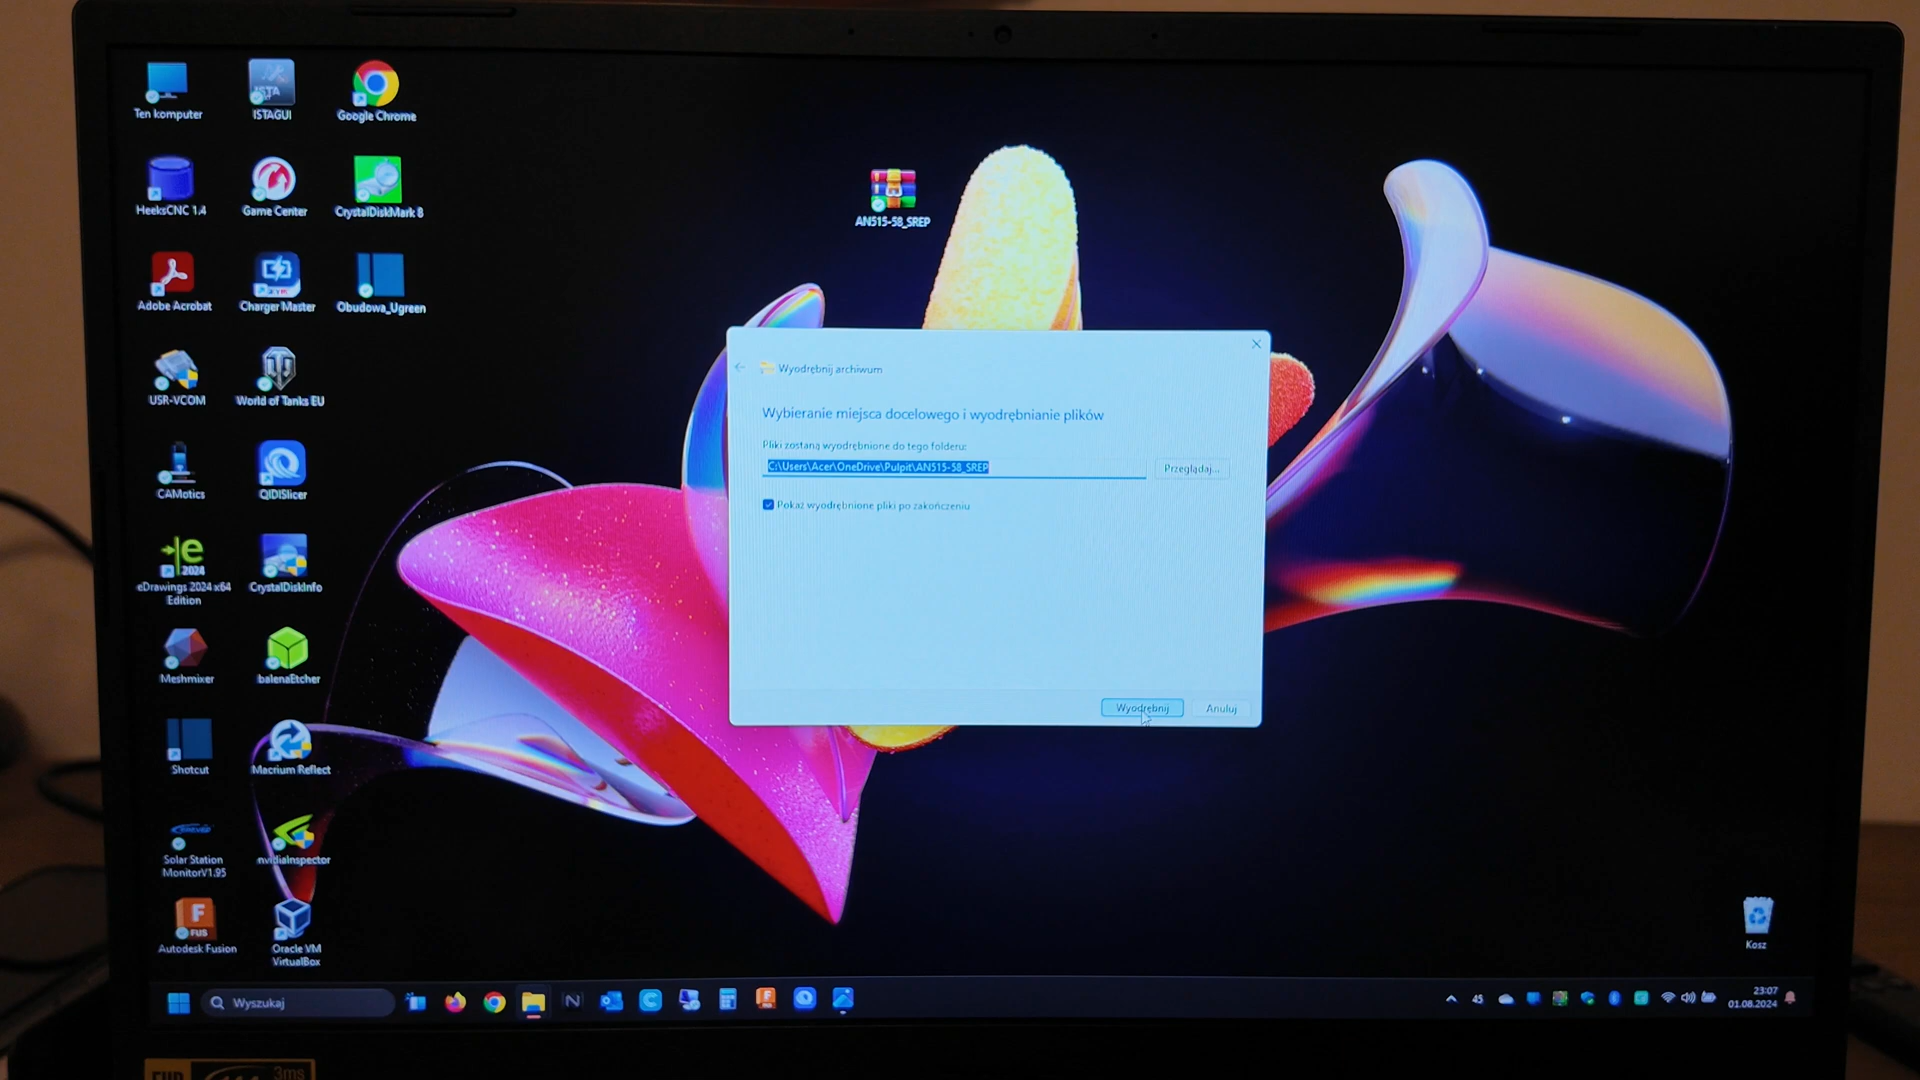 Ten komputer
ISTAGUI
Google Chrome
HeeksCNC 1.4
Game Center
CrystalDiskMark 8
AN515-58_SREP
Adobe Acrobat
Charger Master
Obudowa_Ugreen
USR-VCOM
World of Tanks EU
CAMotics
QIDISlicer
eDrawings 2024 x64
Edition
CrystalDiskInfo
Meshmixer
balenaEtcher
Shotcut
Macrium Reflect
Solar Station
MonitorV1.95
nvidiaInspector
Autodesk Fusion
Oracle VM
VirtualBox
Wyodrębnij archiwum
Wybieranie miejsca docelowego i wyodrębnianie plików
Pliki zostaną wyodrębnione do tego folderu:
C:\Users\Acer\OneDrive\Pulpit\AN515-58_SREP
Przeglądaj...
Pokaż wyodrębnione pliki po zakończeniu
Wyodrębnij
Anuluj
Kosz
Wyszukaj
45
23:07
01.08.2024
3ms